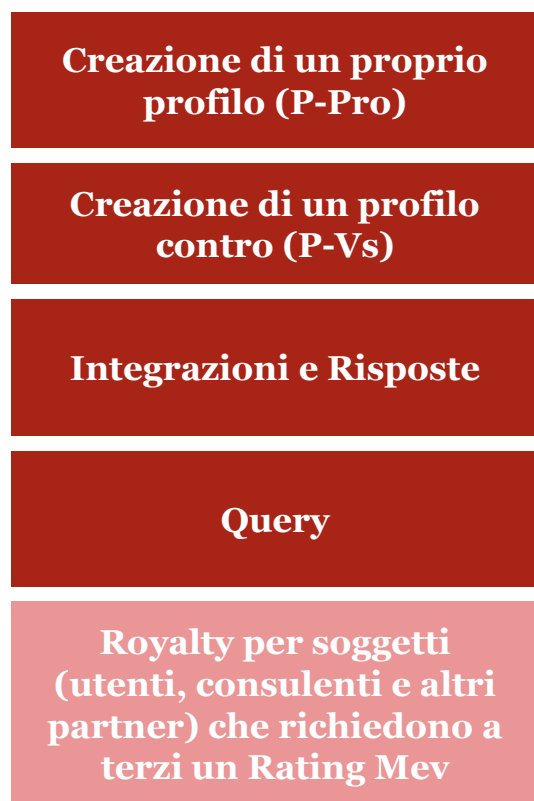 Creazione di un proprio
profilo (P-Pro)
Creazione di un profilo
contro (P-Vs)
Integrazioni e Risposte
Query
Royalty per soggetti
(utenti, consulenti e altri
partner) che richiedono a
terzi un Rating Mev